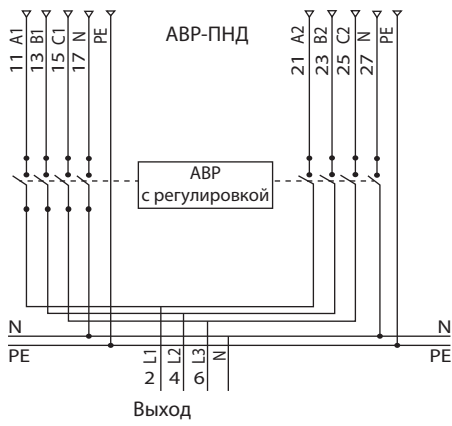 АВР-ПНД
11 A1
13 B1
15 C1
17 N
PE
21 A2
23 B2
25 C2
27 N
PE
АВР
с регулировкой
N
N
PE
PE
L1
2
L2
4
L3
6
N
Выход